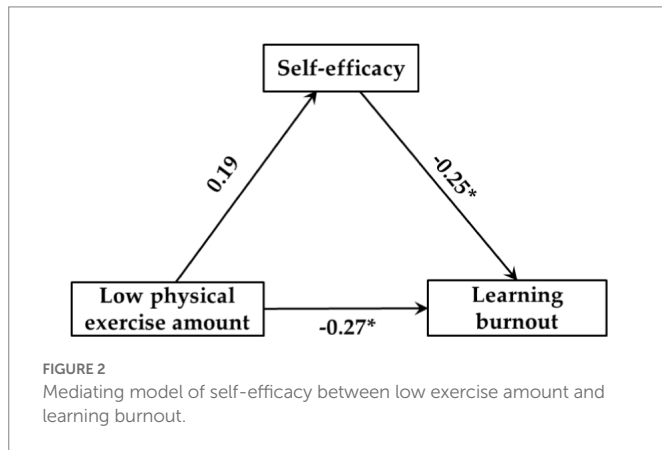 Self-efficacy
0.19
-0.25*
Low physical
exercise amount
-0.27*
Learning
burnout
FIGURE 2
Mediating model of self-efficacy between low exercise amount and
learning burnout.